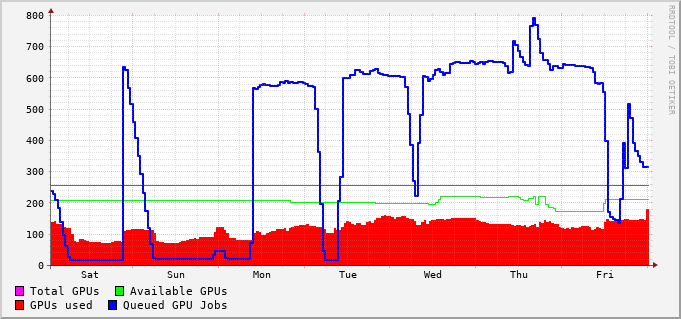 RRDTOOL / TOBI OETIKER
800
700
600
500
400
300
200
100
0
Sat Sun Mon Tue Wed Thu Fri
Total GPUs Available GPUs
GPUs used Queued GPU Jobs